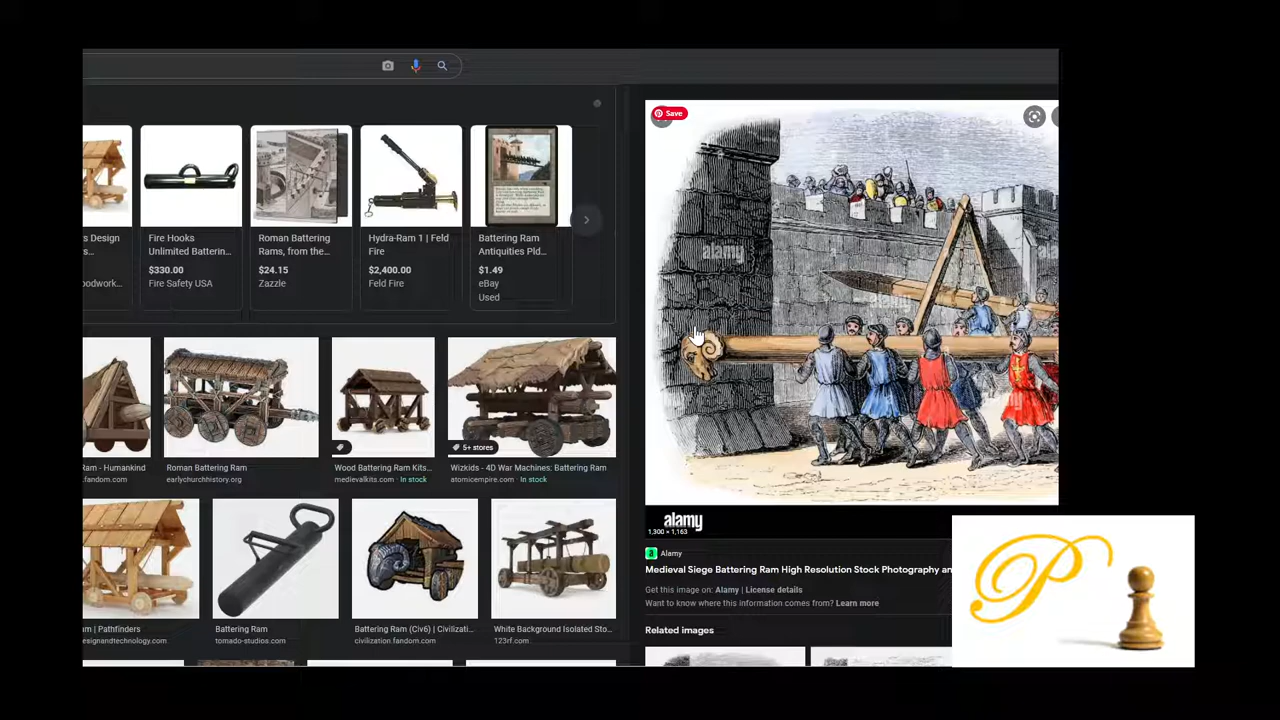 Save
s Design
s...
oodwork...
Fire Hooks
Unlimited Batterin...
$330.00
Fire Safety USA
Roman Battering
Rams, from the...
$24.15
Zazzle
Hydra-Ram 1 | Feld
Fire
$2,400.00
Feld Fire
Battering Ram
Antiquities Pld...
$1.49
eBay
Used
alamy
alamy
Ram - Humankind
.fandom.com
Roman Battering Ram
earlychurchhistory.org
Wood Battering Ram Kits...
medievalkits.com · In stock
5+ stores
Wizkids - 4D War Machines: Battering Ram
atomicempire.com · In stock
m | Pathfinders
esignandtechnology.com
Battering Ram
tomado-studios.com
Battering Ram (Civ6) | Civilizati...
civilization.fandom.com
White Background Isolated Sto...
123rf.com
alamy
1,300 × 1,163
a Alamy
Medieval Siege Battering Ram High Resolution Stock Photography an
Get this image on: Alamy | License details
Want to know where this information comes from? Learn more
Related images
P